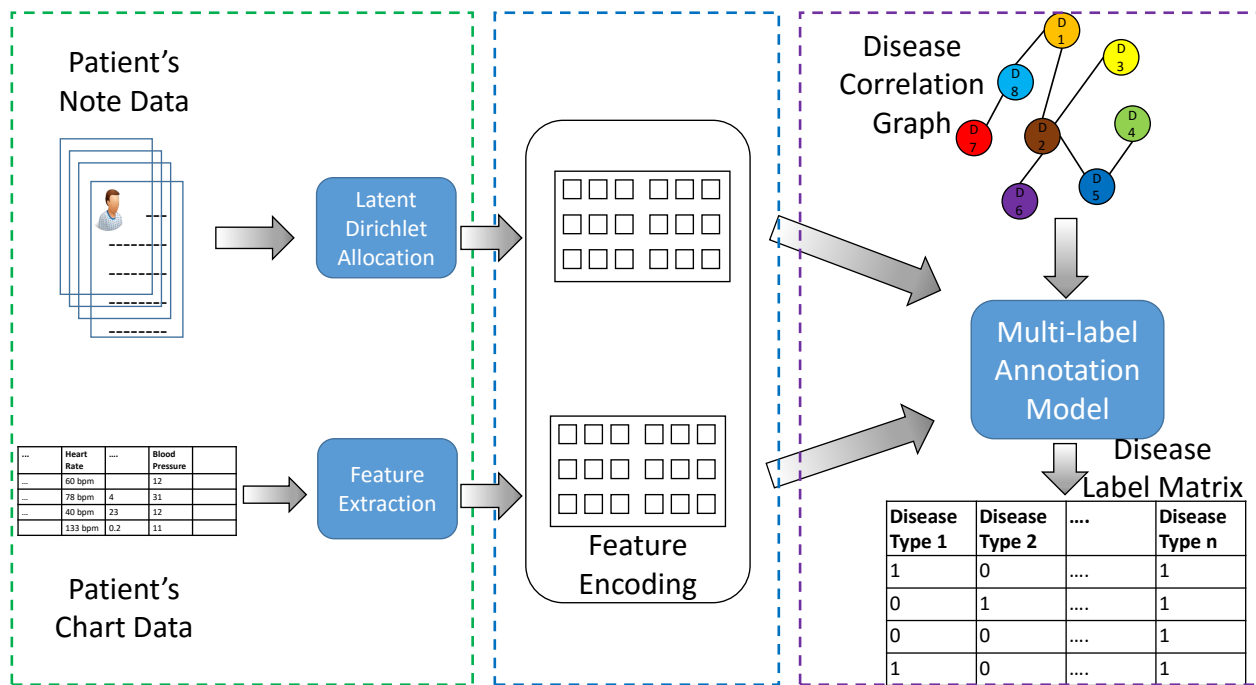 Patient's
Note Data
Latent
Dirichlet
Allocation
... Heart Rate .... Blood Pressure
60 bpm 12
... 78 bpm 4 31
... 40 bpm 23 12
133 bpm 0.2 11
Feature
Extraction
Patient's
Chart Data
Feature
Encoding
Disease
Correlation
Graph
D
1
D
3
D
8
D
7
D
2
D
4
D
5
D
6
Multi-label
Annotation
Model
Disease
Label Matrix
Disease Type 1 Disease Type 2 .... Disease Type n
1 0 .... 1
0 1 .... 1
0 0 .... 1
1 0 .... 1